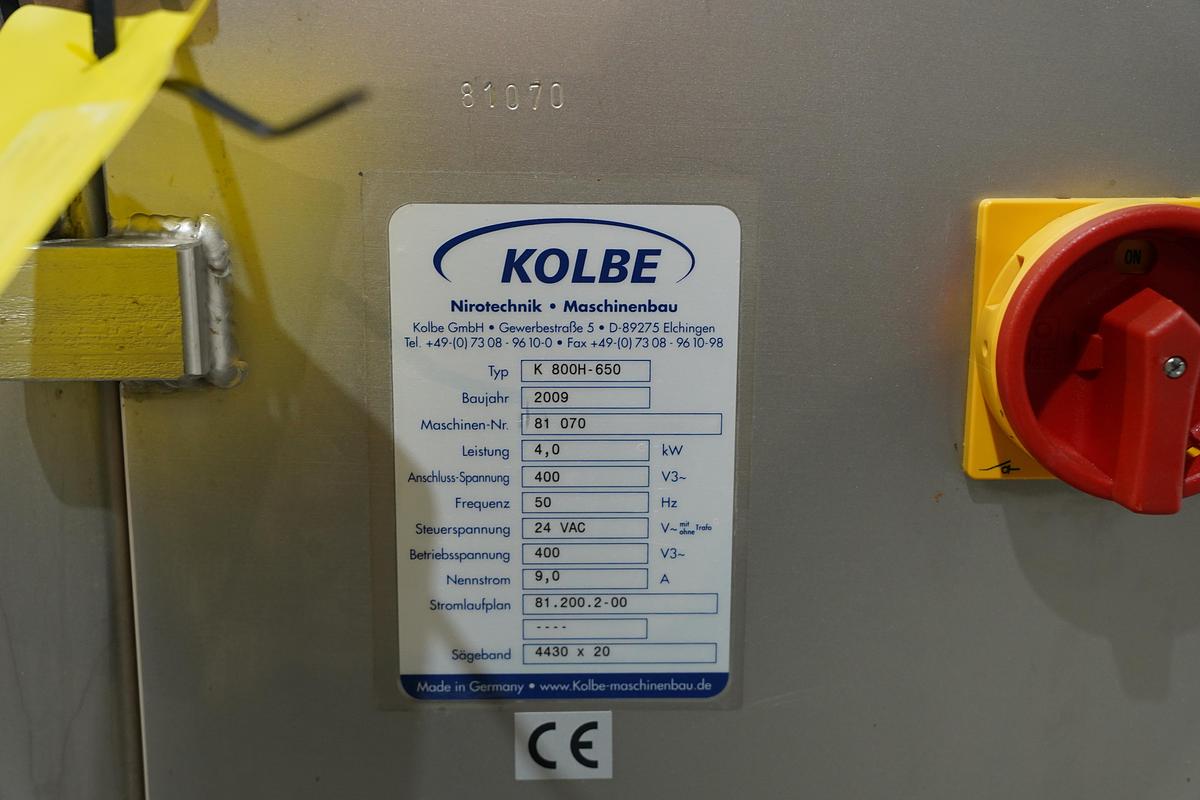 81070
KOLBE
Nirotechnik • Maschinenbau
Kolbe GmbH • Gewerbestraße 5 • D-89275 Elchingen
Tel. +49-(0) 73 08 - 96 10-0 • Fax +49-(0) 73 08 - 96 10-98
Typ K 800H-650
Baujahr 2009
Maschinen-Nr. 81 070
Leistung 4,0 kW
Anschluss-Spannung 400 V3~
Frequenz 50 Hz
Steuerspannung 24 VAC V~ mit ohne Trafo
Betriebsspannung 400 V3~
Nennstrom 9,0 A
Stromlaufplan 81.200.2-00
----
Sägeband 4430 x 20
Made in Germany • www.Kolbe-maschinenbau.de
CE
ON